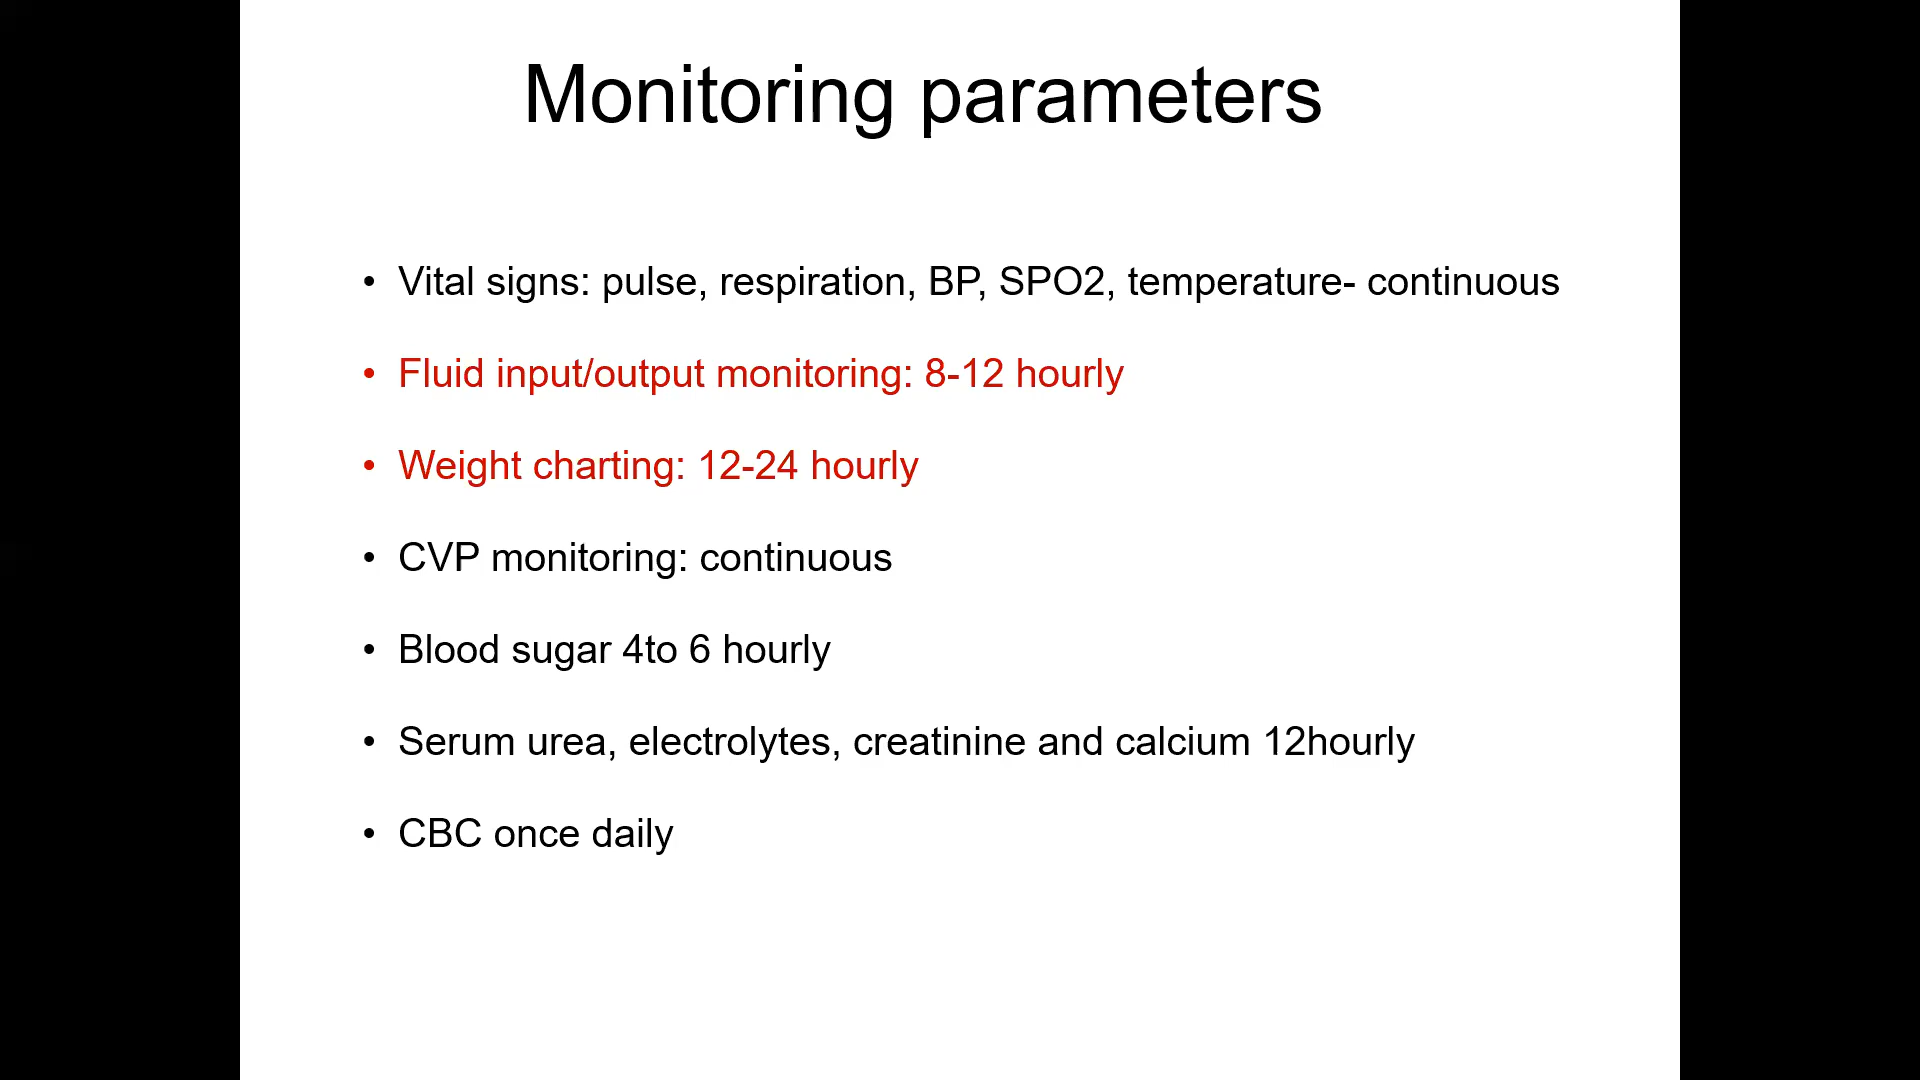 Monitoring parameters
• Vital signs: pulse, respiration, BP, SPO2, temperature- continuous
• Fluid input/output monitoring: 8-12 hourly
• Weight charting: 12-24 hourly
• CVP monitoring: continuous
• Blood sugar 4to 6 hourly
• Serum urea, electrolytes, creatinine and calcium 12hourly
• CBC once daily